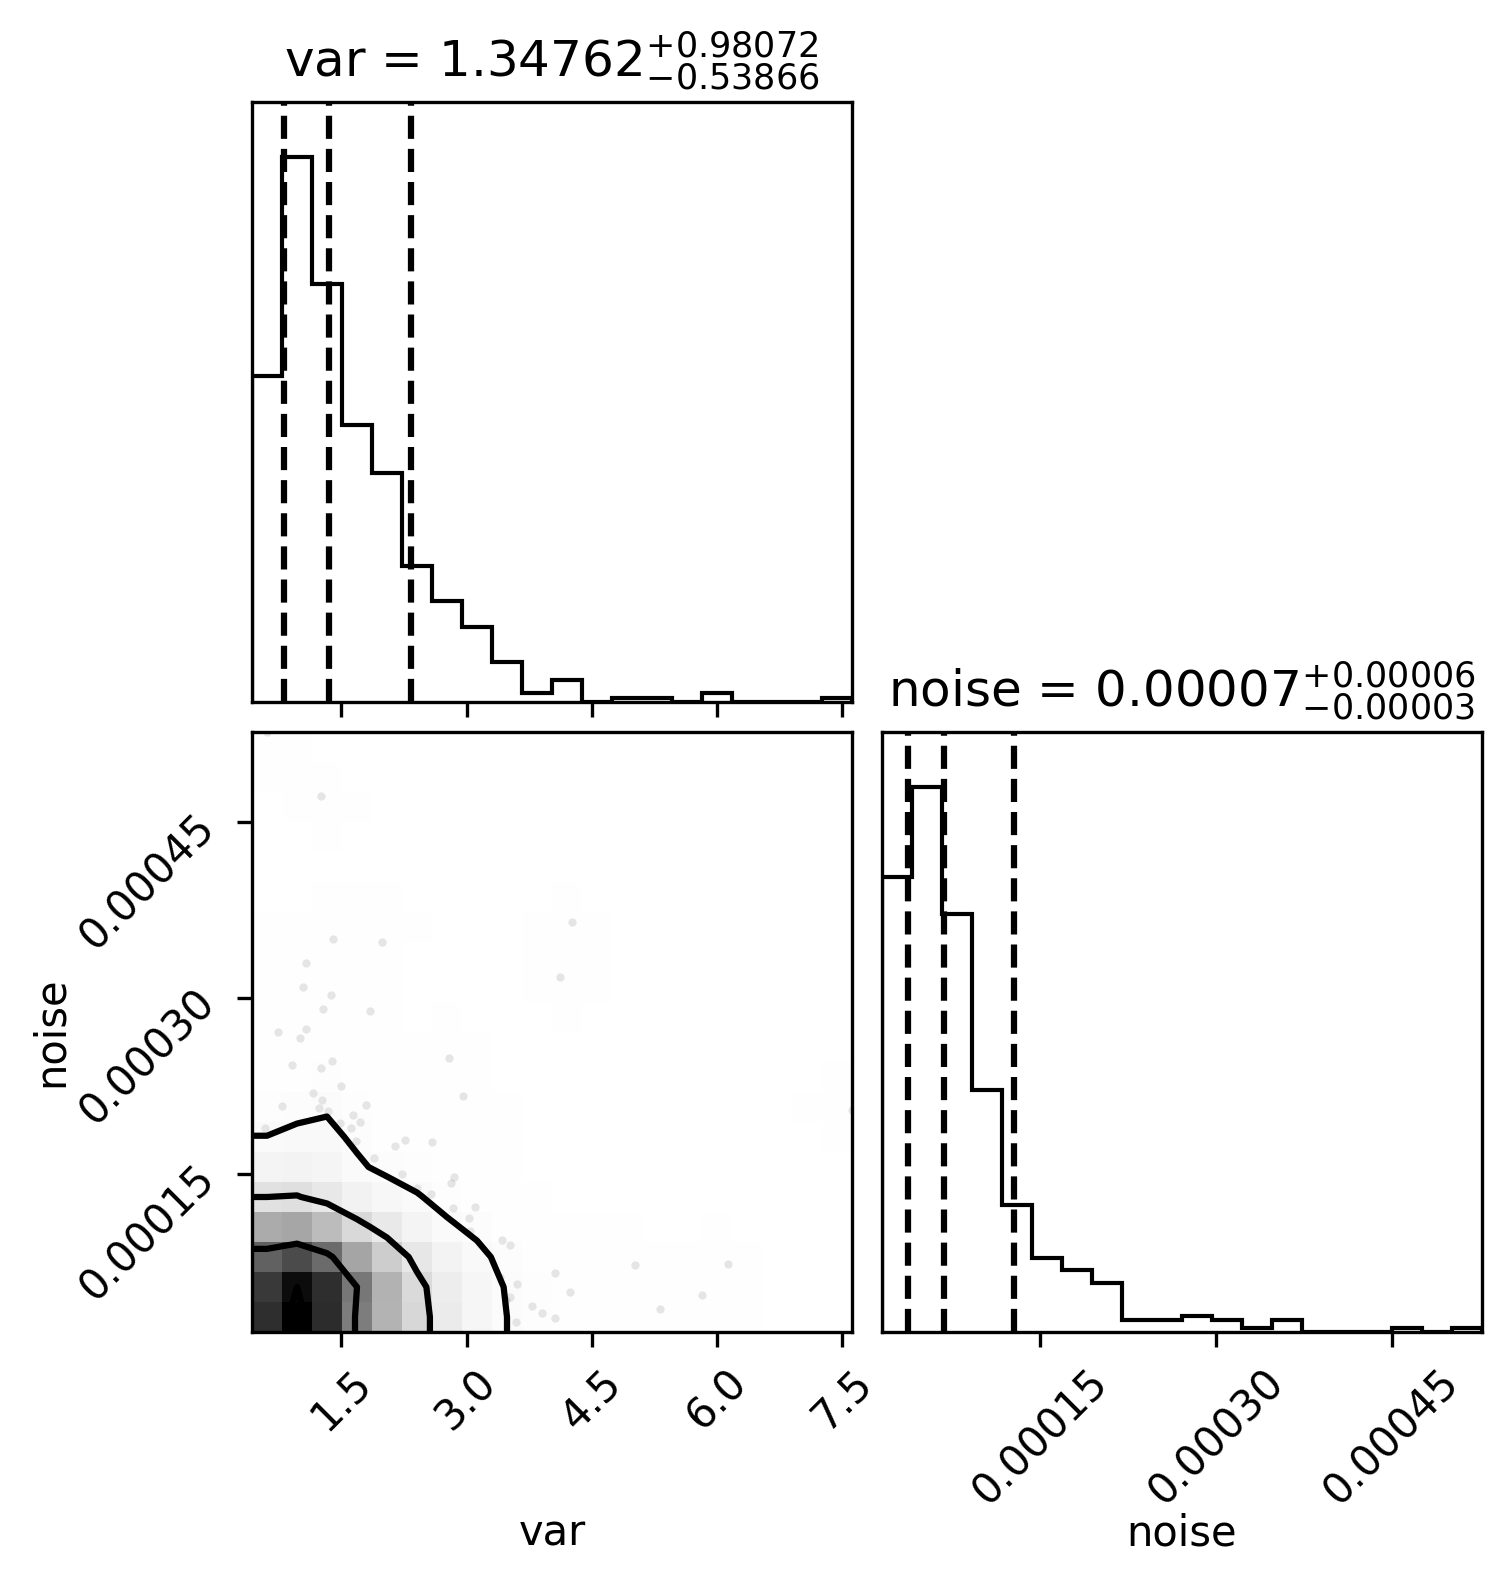 var = 1.34762+0.98072−0.53866
noise = 0.00007+0.00006−0.00003
0.00045
0.00030
0.00015
noise
1.5 3.0 4.5 6.0 7.5
0.00015 0.00030 0.00045
var
noise